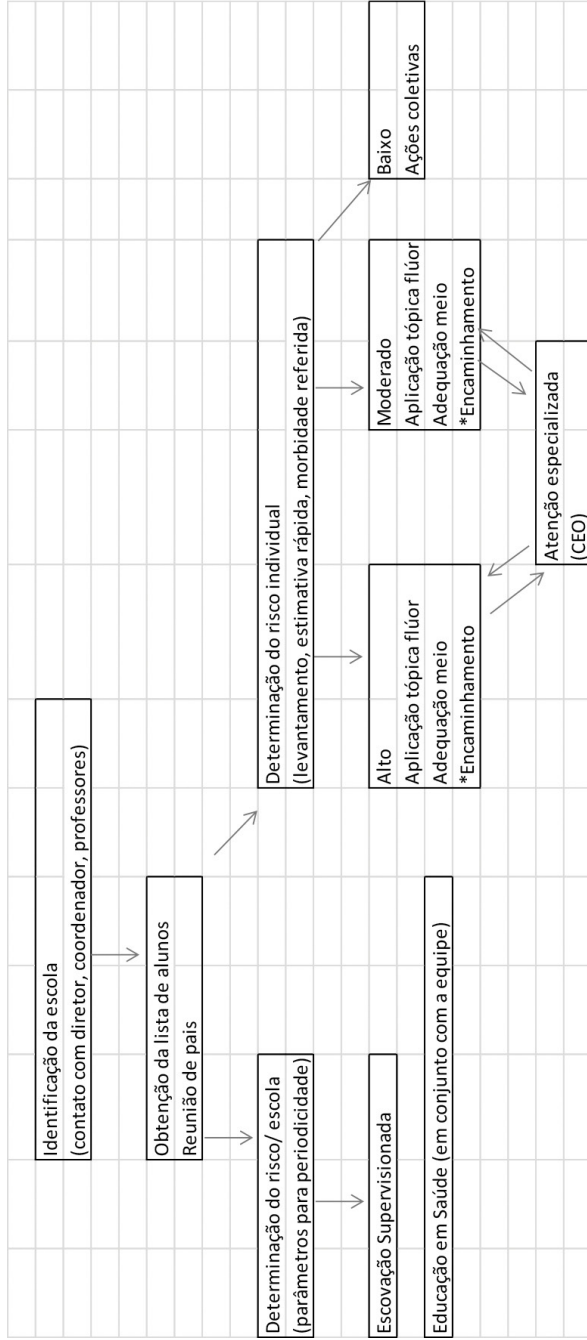 Identificação da escola
(contato com diretor, coordenador, professores)
Obtenção da lista de alunos
Reunião de pais
Determinação do risco/ escola
(parâmetros para periodicidade)
Determinação do risco individual
(levantamento, estimativa rápida, morbidade referida)
Escovação Supervisionada
Educação em Saúde (em conjunto com a equipe)
Alto
Aplicação tópica flúor
Adequação meio
*Encaminhamento
Moderado
Aplicação tópica flúor
Adequação meio
*Encaminhamento
Baixo
Ações coletivas
Atenção especializada
(CEO)